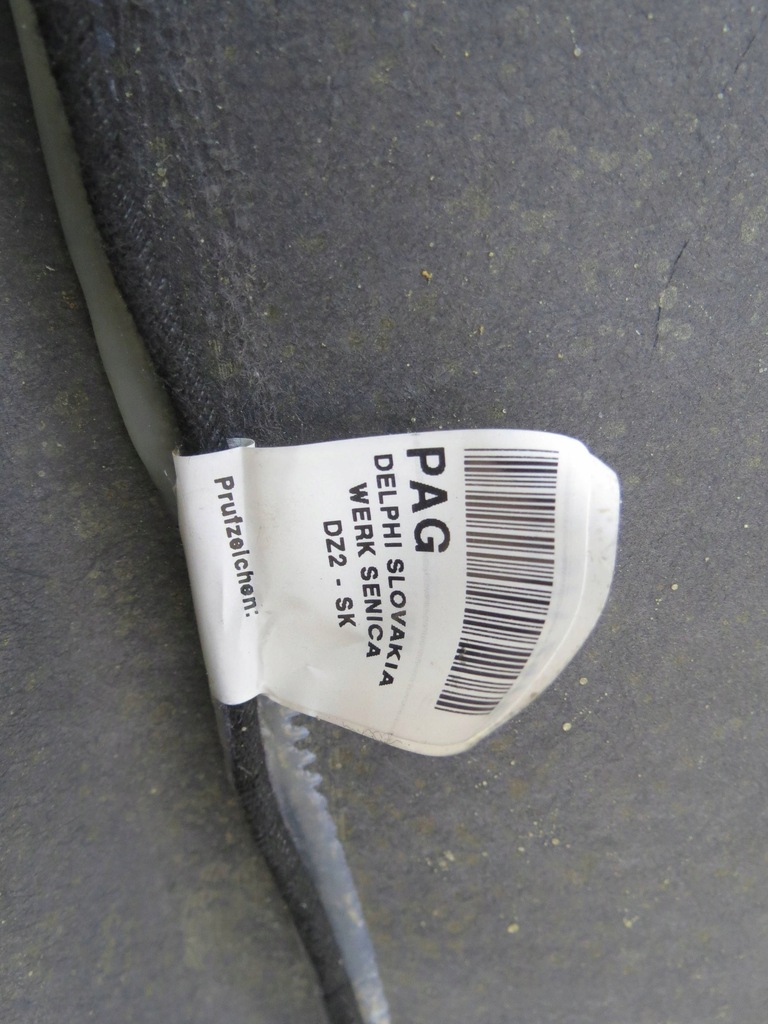 PAG
DELPHI SLOVAKIA
WERK SENICA
DZ2 - SK
Prufzeichen: